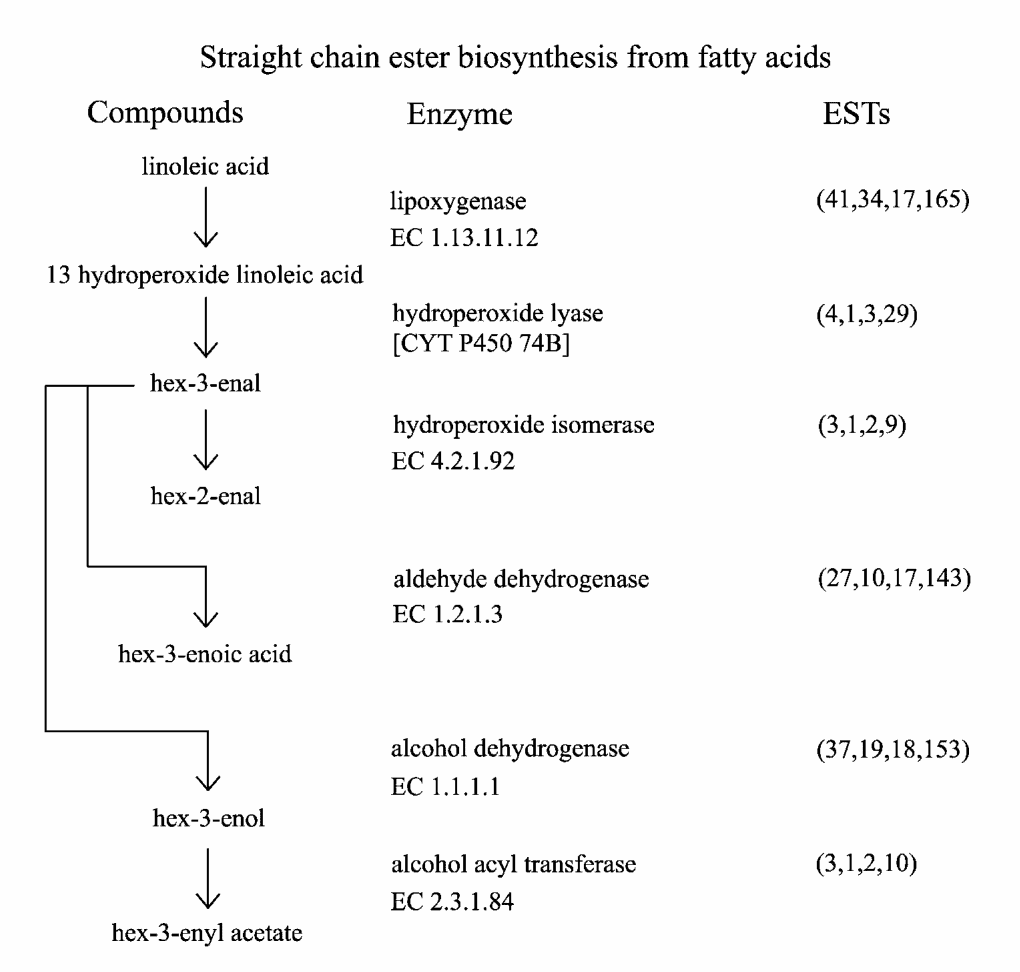 Straight chain ester biosynthesis from fatty acids
Compounds Enzyme ESTs
linoleic acid
lipoxygenase (41,34,17,165)
EC 1.13.11.12
13 hydroperoxide linoleic acid
hydroperoxide lyase (4,1,3,29)
[CYT P450 74B]
hex-3-enal
hydroperoxide isomerase (3,1,2,9)
EC 4.2.1.92
hex-2-enal
aldehyde dehydrogenase (27,10,17,143)
EC 1.2.1.3
hex-3-enoic acid
alcohol dehydrogenase (37,19,18,153)
EC 1.1.1.1
hex-3-enol
alcohol acyl transferase (3,1,2,10)
EC 2.3.1.84
hex-3-enyl acetate